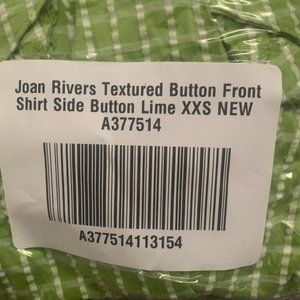 Joan Rivers Textured Button Front
Shirt Side Button Lime XXS NEW
A377514
A377514113154